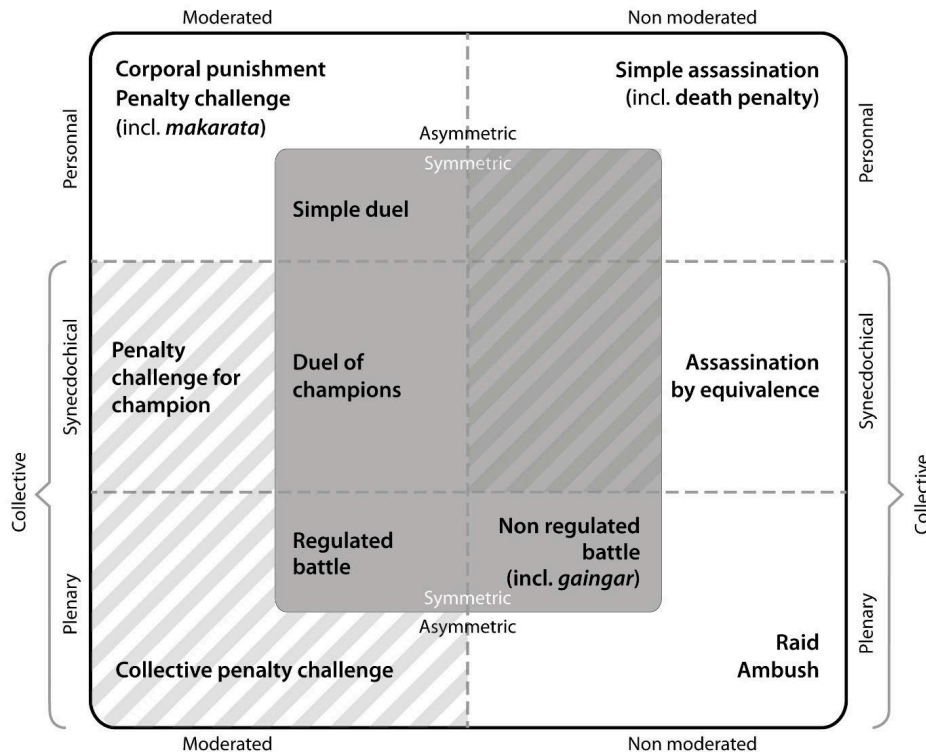 Moderated
Non moderated
Corporal punishment
Penalty challenge
(incl. makarata)
Simple assassination
(incl. death penalty)
Personnal
Personnal
Asymmetric
Symmetric
Simple duel
Collective
Synecdochical
Penalty
challenge for
champion
Duel of
champions
Assassination
by equivalence
Synecdochical
Collective
Plenary
Regulated
battle
Non regulated
battle
(incl. gaingar)
Plenary
Symmetric
Asymmetric
Collective penalty challenge
Raid
Ambush
Moderated
Non moderated